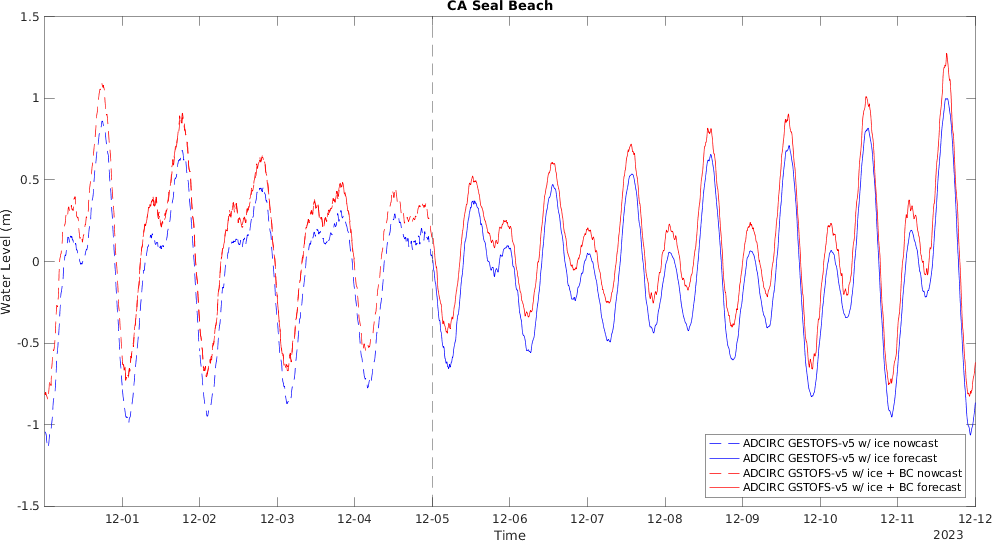 CA Seal Beach
1.5
1
0.5
0
-0.5
-1
-1.5
Water Level (m)
12-01 12-02 12-03 12-04 12-05 12-06 12-07 12-08 12-09 12-10 12-11 12-12
Time
2023
ADCIRC GESTOFS-v5 w/ ice nowcast
ADCIRC GESTOFS-v5 w/ ice forecast
ADCIRC GSTOFS-v5 w/ ice + BC nowcast
ADCIRC GSTOFS-v5 w/ ice + BC forecast